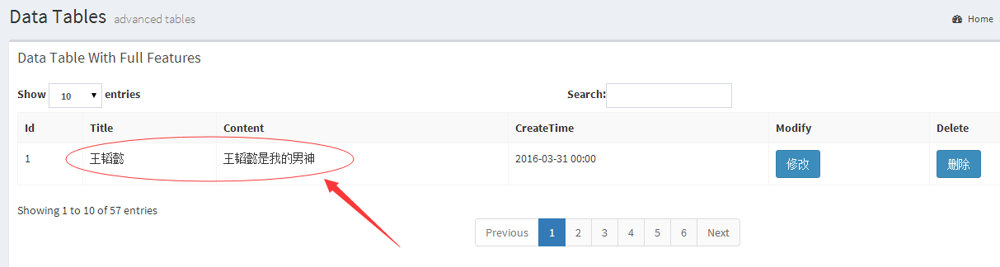 Data Tables advanced tables
Home
Data Table With Full Features
Show 10 entries Search:
Id Title Content CreateTime Modify Delete
1 王韬懿 王韬懿是我的男神 2016-03-31 00:00 修改 删除
Showing 1 to 10 of 57 entries
Previous 1 2 3 4 5 6 Next